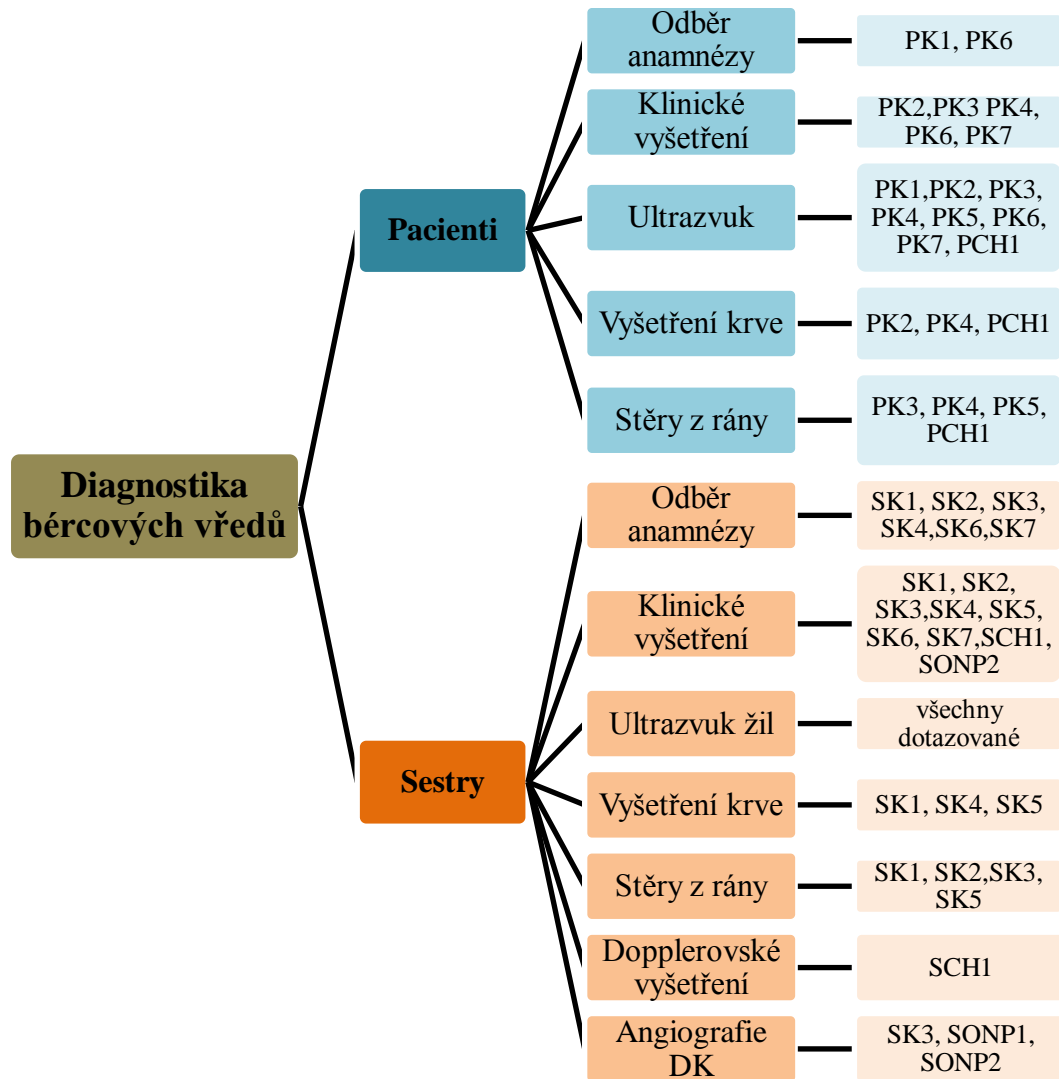 Diagnostika
bércových vředů
Pacienti
Odběr
anamnézy
PK1, PK6
Klinické
vyšetření
PK2,PK3 PK4,
PK6, PK7
Ultrazvuk
PK1,PK2, PK3,
PK4, PK5, PK6,
PK7, PCH1
Vyšetření krve
PK2, PK4, PCH1
Stěry z rány
PK3, PK4, PK5,
PCH1
Sestry
Odběr
anamnézy
SK1, SK2, SK3,
SK4,SK6,SK7
Klinické
vyšetření
SK1, SK2,
SK3,SK4, SK5,
SK6, SK7,SCH1,
SONP2
Ultrazvuk žil
všechny
dotazované
Vyšetření krve
SK1, SK4, SK5
Stěry z rány
SK1, SK2,SK3,
SK5
Dopplerovské
vyšetření
SCH1
Angiografie
DK
SK3, SONP1,
SONP2